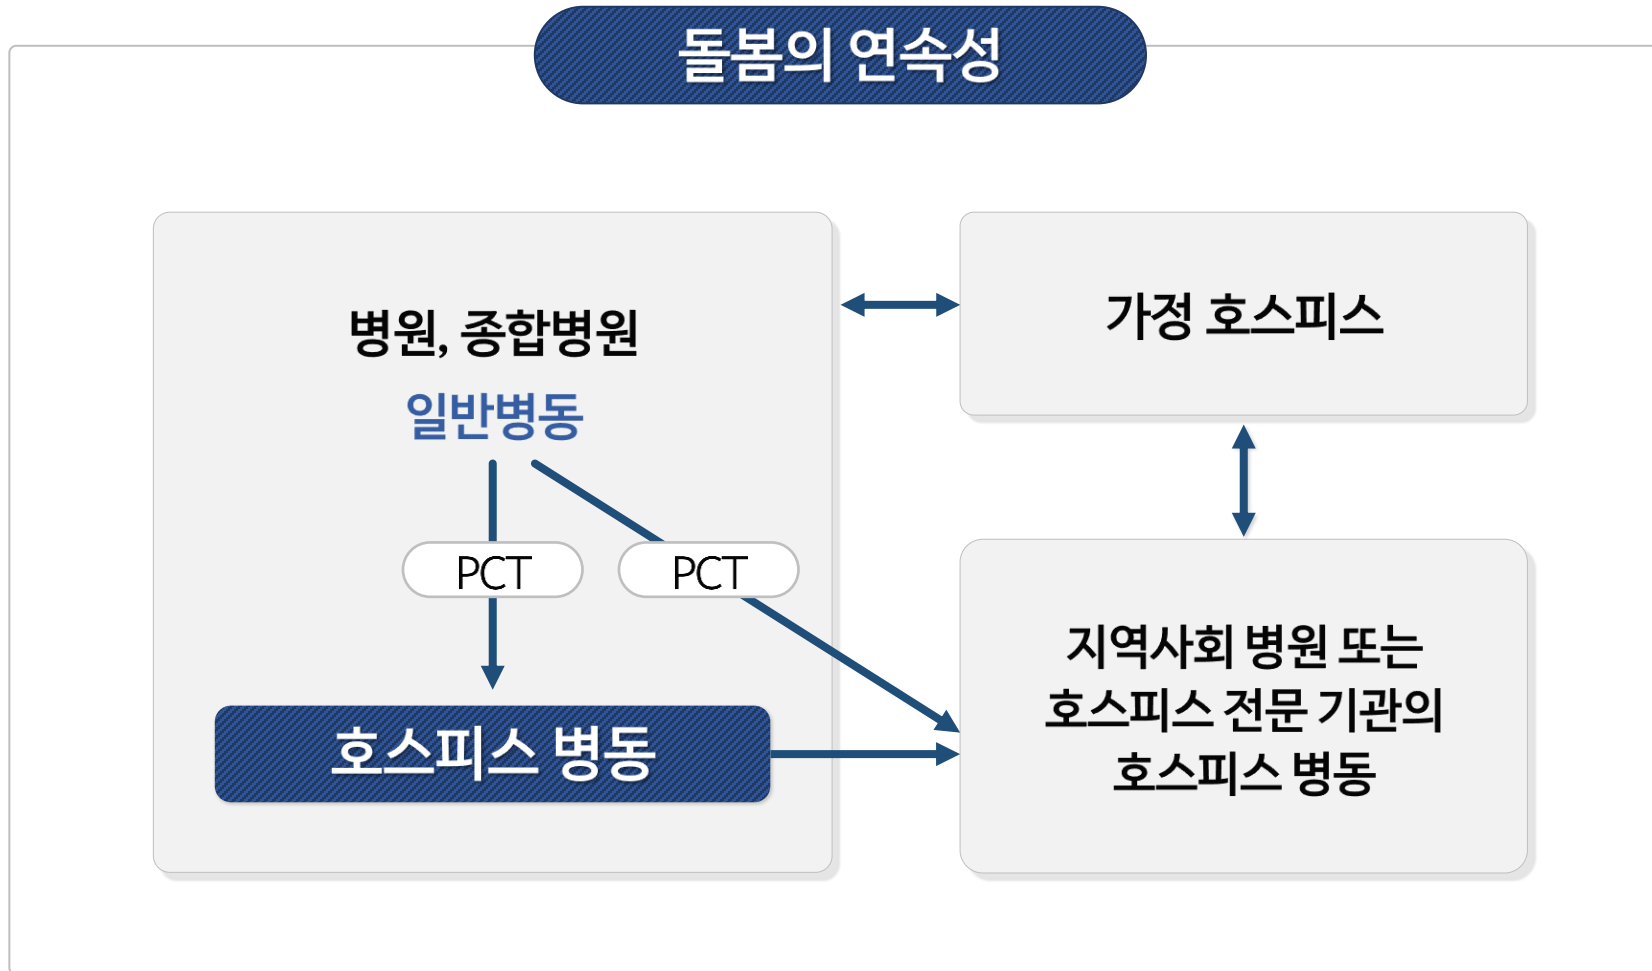 돌봄의 연속성
병원, 종합병원
일반병동
PCT
PCT
호스피스 병동
가정 호스피스
지역사회 병원 또는
호스피스 전문 기관의
호스피스 병동